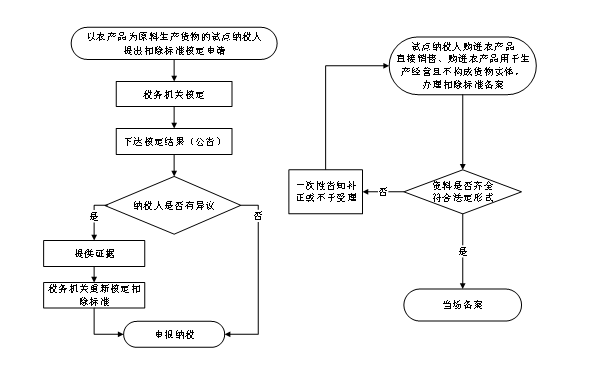 以农产品为原料生产货物的试点纳税人
提出扣除标准核定申请
税务机关核定
下达核定结果（公告）
纳税人是否有异议
是
否
提供证据
税务机关重新核定扣
除标准
申报纳税
试点纳税人购进农产品
直接销售、购进农产品用于生
产经营且不构成货物实体，
办理扣除标准备案
资料是否齐全
符合法定形式
否
一次性告知补
正或不予受理
是
当场备案